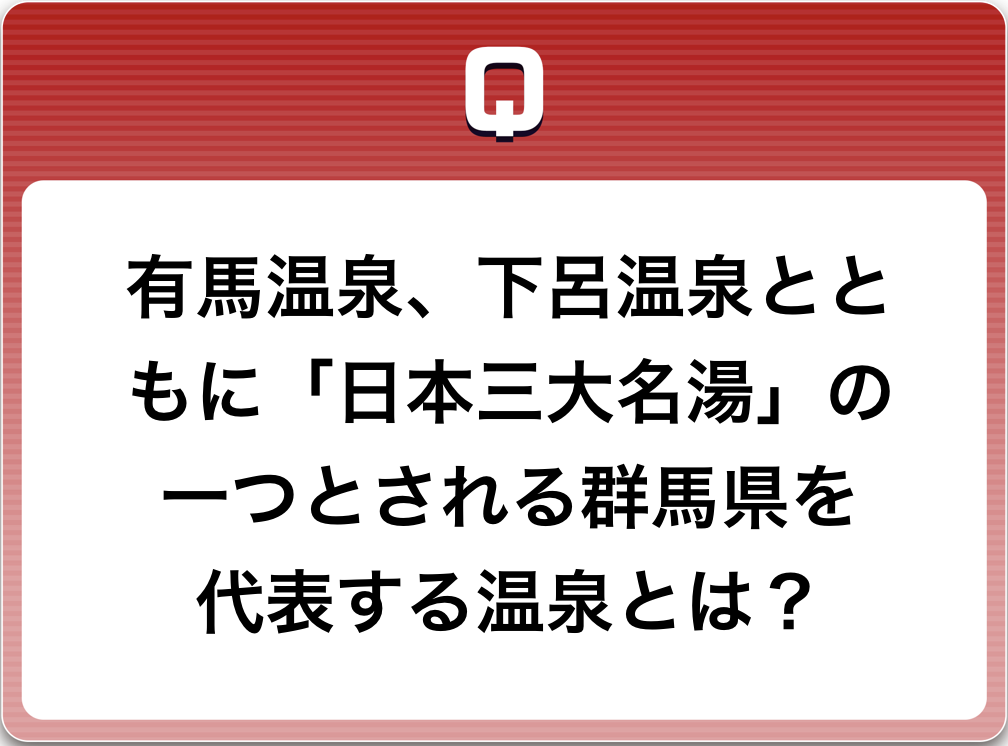 Q
有馬温泉、下呂温泉とと
もに「日本三大名湯」の
一つとされる群馬県を
代表する温泉とは？